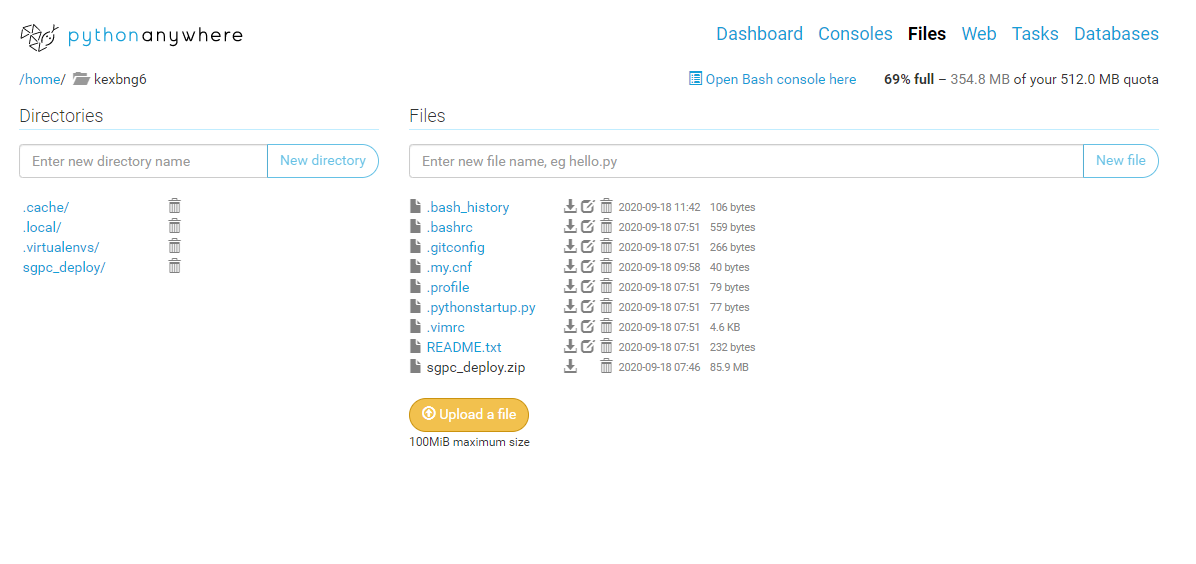 pythonanywhere
Dashboard Consoles Files Web Tasks Databases
/home/ kexbng6
Open Bash console here 69% full – 354.8 MB of your 512.0 MB quota
Directories
Enter new directory name New directory
.cache/
.local/
.virtualenvs/
sgpc_deploy/
Files
Enter new file name, eg hello.py New file
.bash_history 2020-09-18 11:42 106 bytes
.bashrc 2020-09-18 07:51 559 bytes
.gitconfig 2020-09-18 07:51 266 bytes
.my.cnf 2020-09-18 09:58 40 bytes
.profile 2020-09-18 07:51 79 bytes
.pythonstartup.py 2020-09-18 07:51 77 bytes
.vimrc 2020-09-18 07:51 4.6 KB
README.txt 2020-09-18 07:51 232 bytes
sgpc_deploy.zip 2020-09-18 07:46 85.9 MB
Upload a file
100MiB maximum size